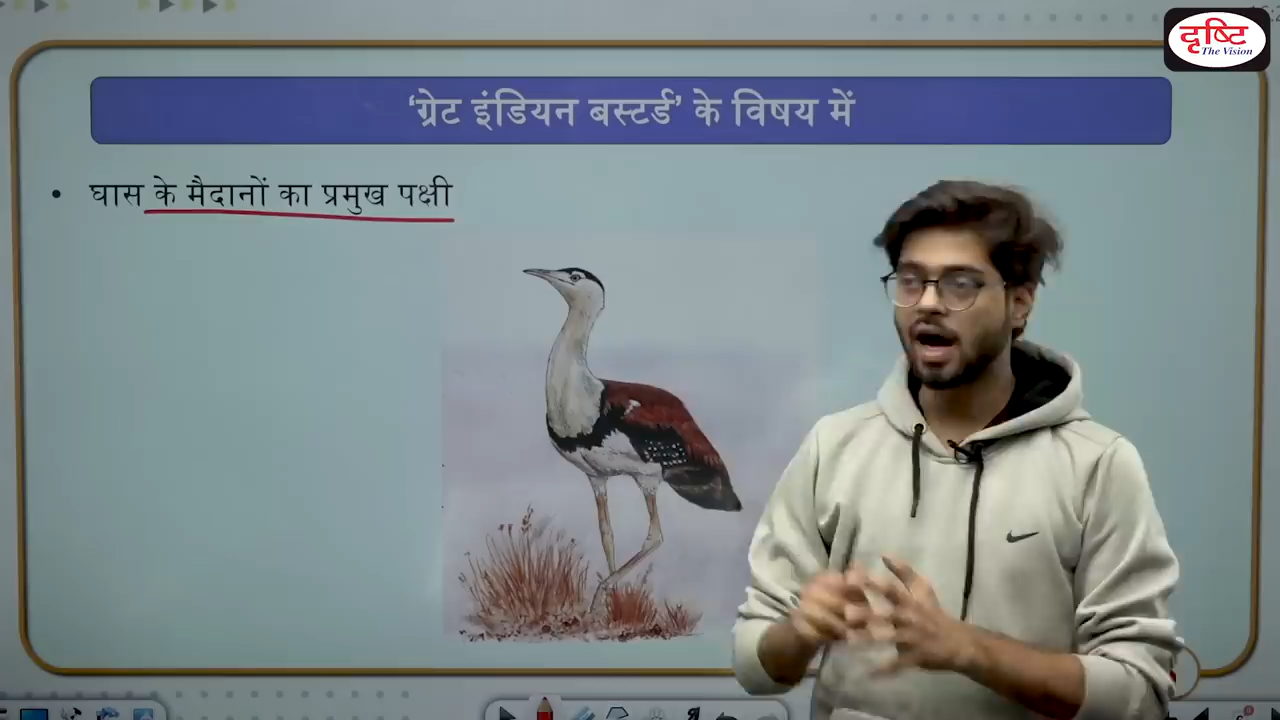 दृष्टि
The Vision
‘ग्रेट इंडियन बस्टर्ड’ के विषय में
• घास के मैदानों का प्रमुख पक्षी